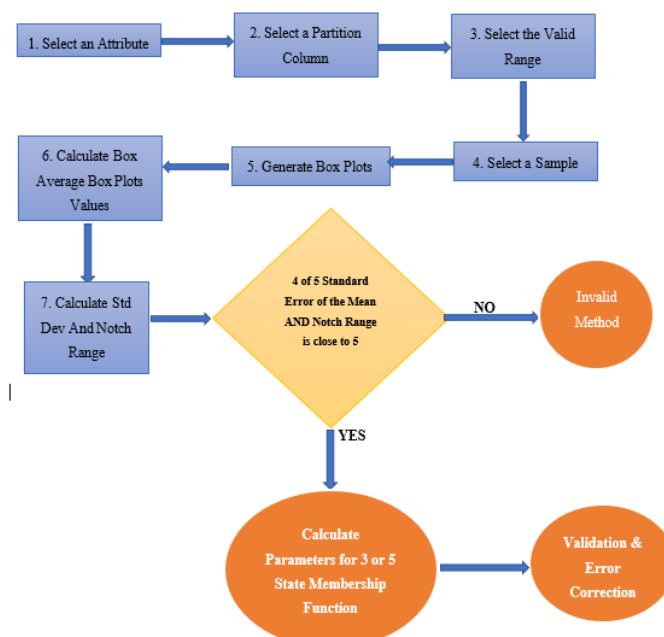 1. Select an Attribute
2. Select a Partition
Column
3. Select the Valid
Range
4. Select a Sample
5. Generate Box Plots
6. Calculate Box
Average Box Plots
Values
7. Calculate Std
Dev And Notch
Range
4 of 5 Standard
Error of the Mean
AND Notch Range
is close to 5
NO
Invalid
Method
YES
Calculate
Parameters for 3 or 5
State Membership
Function
Validation &
Error
Correction